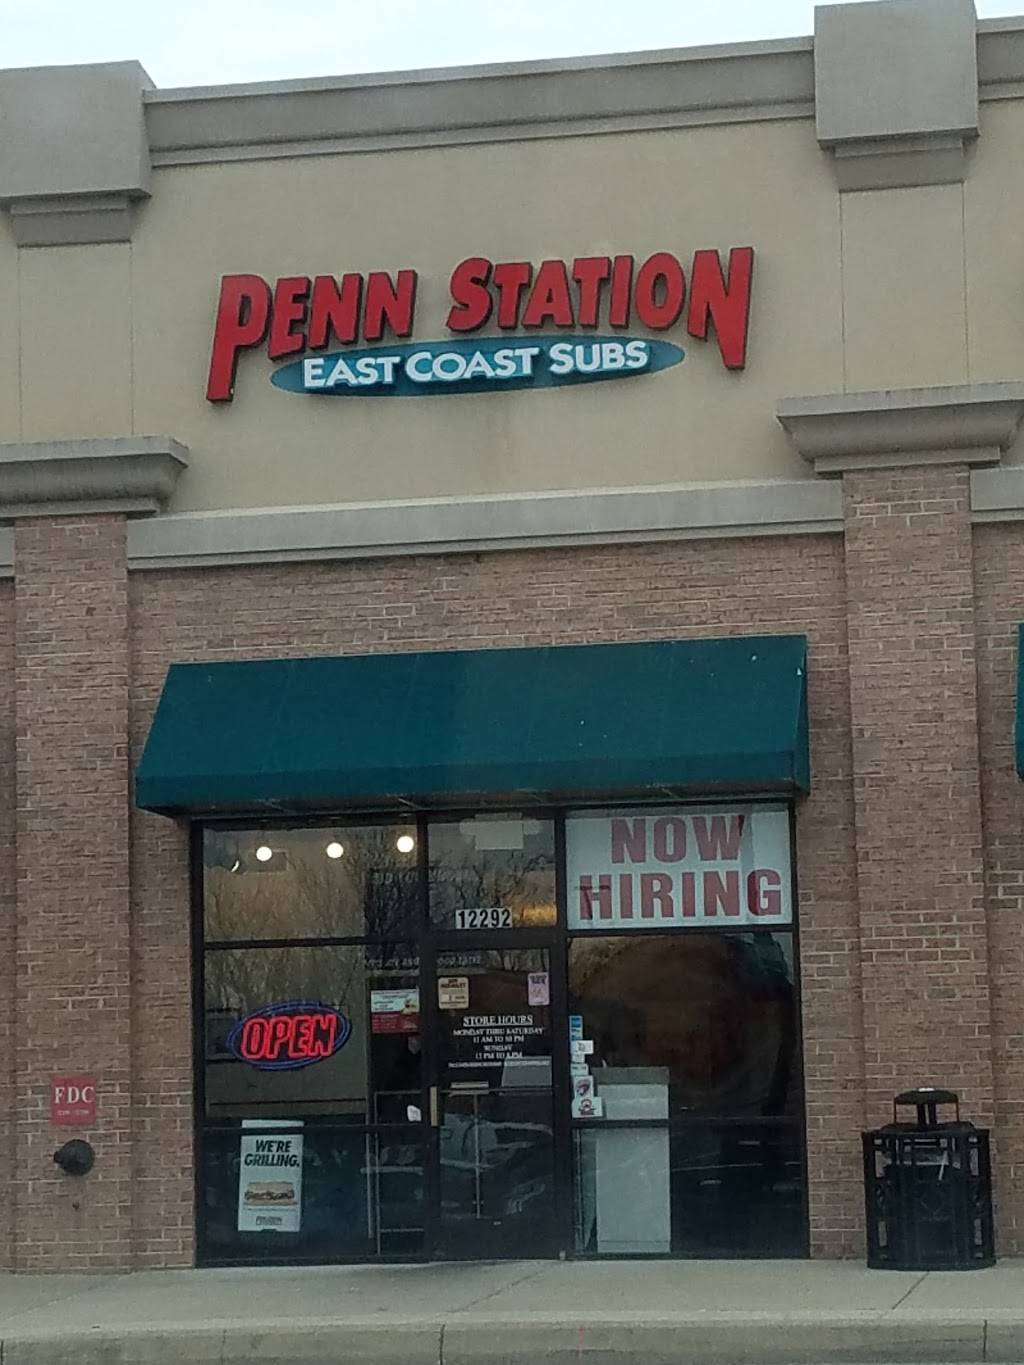 PENN STATION
EAST COAST SUBS
NOW
HIRING
12292
STORE HOURS
MONDAY THRU SATURDAY
11 AM TO 10 PM
SUNDAY
OPEN
FDC
WE'RE
GRILLING.